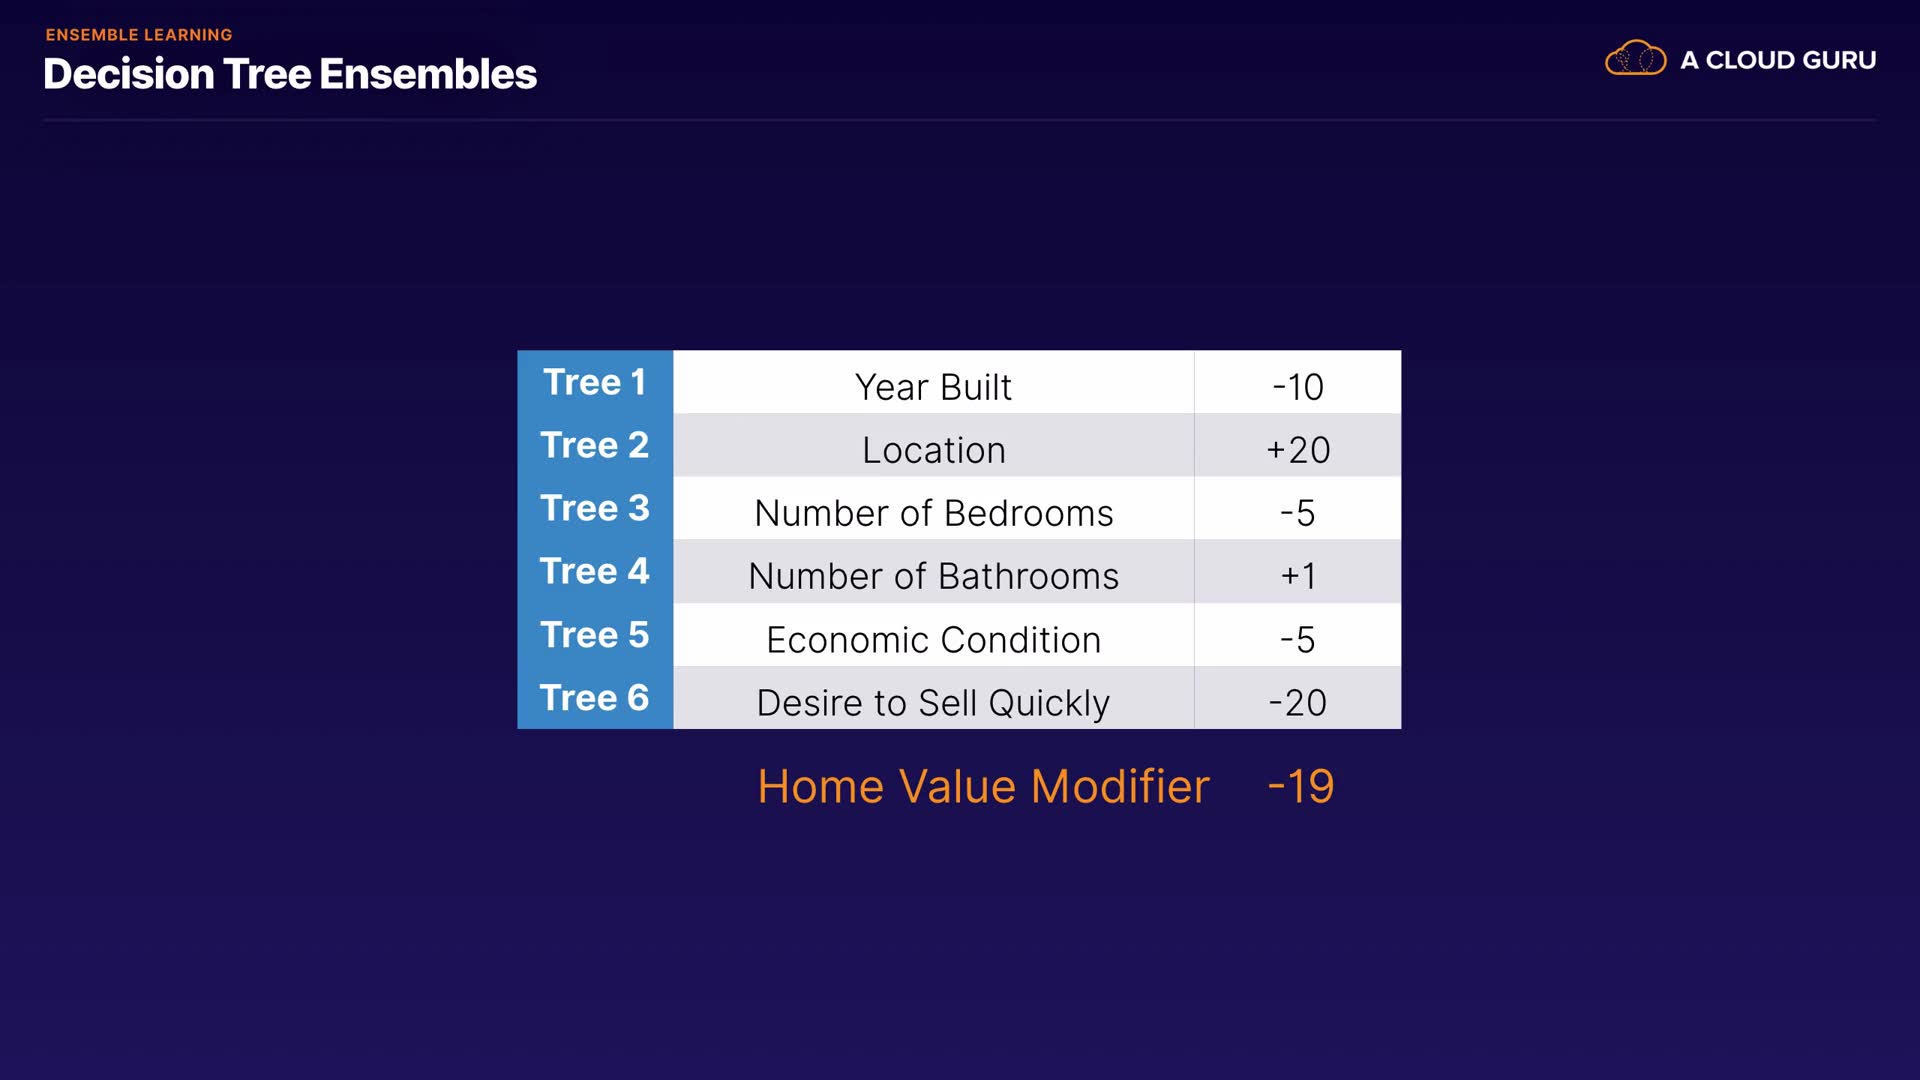 ENSEMBLE LEARNING
Decision Tree Ensembles
A CLOUD GURU
Tree 1 Year Built -10
Tree 2 Location +20
Tree 3 Number of Bedrooms -5
Tree 4 Number of Bathrooms +1
Tree 5 Economic Condition -5
Tree 6 Desire to Sell Quickly -20
Home Value Modifier -19